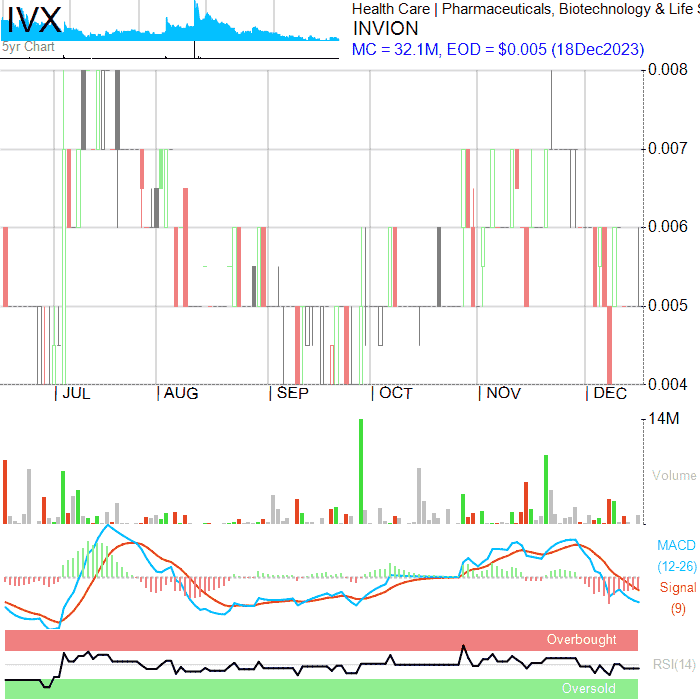 IVX
5yr Chart
Health Care | Pharmaceuticals, Biotechnology & Life
INVION
MC = 32.1M, EOD = $0.005 (18Dec2023)
0.008
0.007
0.006
0.005
0.004
JUL AUG SEP OCT NOV DEC
14M
Volume
MACD
(12-26)
Signal
(9)
Overbought
RSI(14)
Oversold